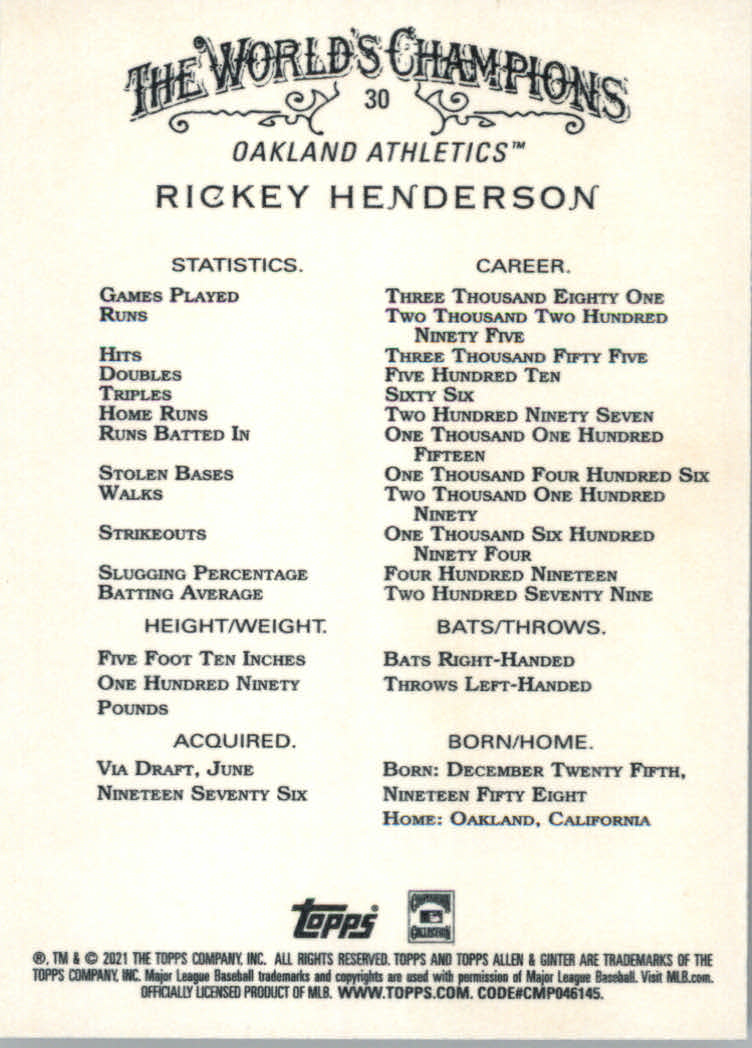 THE WORLD'S CHAMPIONS
30
OAKLAND ATHLETICS™
RICKEY HENDERSON
STATISTICS. CAREER.
GAMES PLAYED THREE THOUSAND EIGHTY ONE
RUNS TWO THOUSAND TWO HUNDRED
NINETY FIVE
HITS THREE THOUSAND FIFTY FIVE
DOUBLES FIVE HUNDRED TEN
TRIPLES SIXTY SIX
HOME RUNS TWO HUNDRED NINETY SEVEN
RUNS BATTED IN ONE THOUSAND ONE HUNDRED
FIFTEEN
STOLEN BASES ONE THOUSAND FOUR HUNDRED SIX
WALKS TWO THOUSAND ONE HUNDRED
NINETY
STRIKEOUTS ONE THOUSAND SIX HUNDRED
NINETY FOUR
SLUGGING PERCENTAGE FOUR HUNDRED NINETEEN
BATTING AVERAGE TWO HUNDRED SEVENTY NINE
HEIGHT/WEIGHT. BATS/THROWS.
FIVE FOOT TEN INCHES BATS RIGHT-HANDED
ONE HUNDRED NINETY THROWS LEFT-HANDED
POUNDS
ACQUIRED. BORN/HOME.
VIA DRAFT, JUNE BORN: DECEMBER TWENTY FIFTH,
NINETEEN SEVENTY SIX NINETEEN FIFTY EIGHT
HOME: OAKLAND, CALIFORNIA
topps® COOPERSTOWN
COLLECTION
®, TM & © 2021 THE TOPPS COMPANY, INC. ALL RIGHTS RESERVED. TOPPS AND TOPPS ALLEN & GINTER ARE TRADEMARKS OF THE
TOPPS COMPANY, INC. Major League Baseball trademarks and copyrights are used with permission of Major League Baseball. Visit MLB.com.
OFFICIALLY LICENSED PRODUCT OF MLB. WWW.TOPPS.COM. CODE#CMP046145.